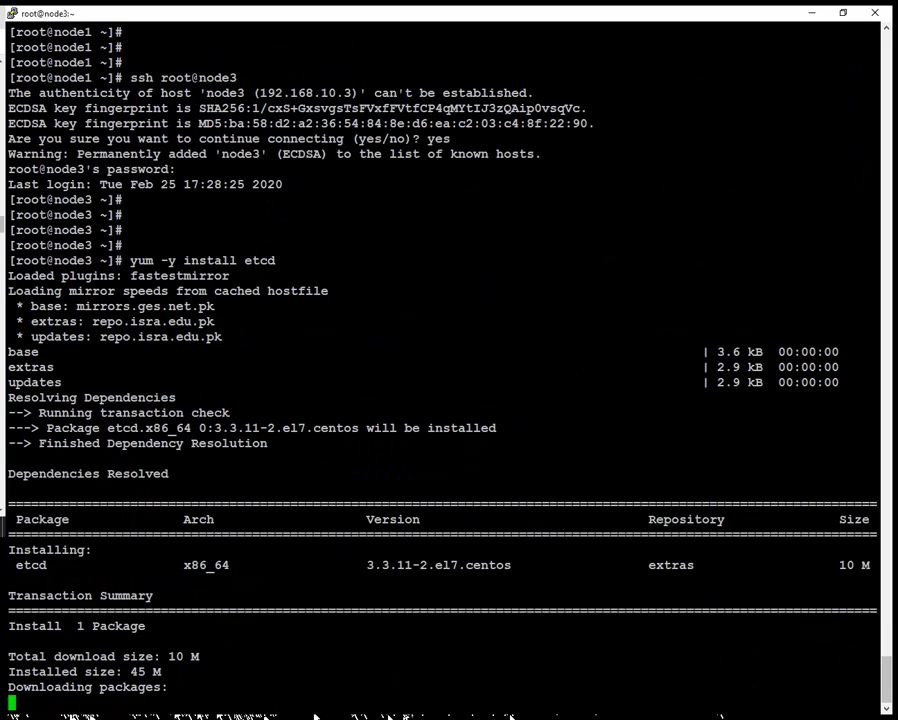 root@node3:~
[root@node1 ~]#
[root@node1 ~]#
[root@node1 ~]#
[root@node1 ~]# ssh root@node3
The authenticity of host 'node3 (192.168.10.3)' can't be established.
ECDSA key fingerprint is SHA256:1/cxS+GxsvgsTsFVxfFVtfCP4qMYtIJ3zQAip0vsqVc.
ECDSA key fingerprint is MD5:ba:58:d2:a2:36:54:84:8e:d6:ea:c2:03:c4:8f:22:90.
Are you sure you want to continue connecting (yes/no)? yes
Warning: Permanently added 'node3' (ECDSA) to the list of known hosts.
root@node3's password:
Last login: Tue Feb 25 17:28:25 2020
[root@node3 ~]#
[root@node3 ~]#
[root@node3 ~]#
[root@node3 ~]#
[root@node3 ~]# yum -y install etcd
Loaded plugins: fastestmirror
Loading mirror speeds from cached hostfile
 * base: mirrors.ges.net.pk
 * extras: repo.isra.edu.pk
 * updates: repo.isra.edu.pk
base | 3.6 kB 00:00:00
extras | 2.9 kB 00:00:00
updates | 2.9 kB 00:00:00
Resolving Dependencies
--> Running transaction check
---> Package etcd.x86_64 0:3.3.11-2.el7.centos will be installed
--> Finished Dependency Resolution
Dependencies Resolved
Package Arch Version Repository Size
Installing:
etcd x86_64 3.3.11-2.el7.centos extras 10 M
Transaction Summary
Install 1 Package
Total download size: 10 M
Installed size: 45 M
Downloading packages: